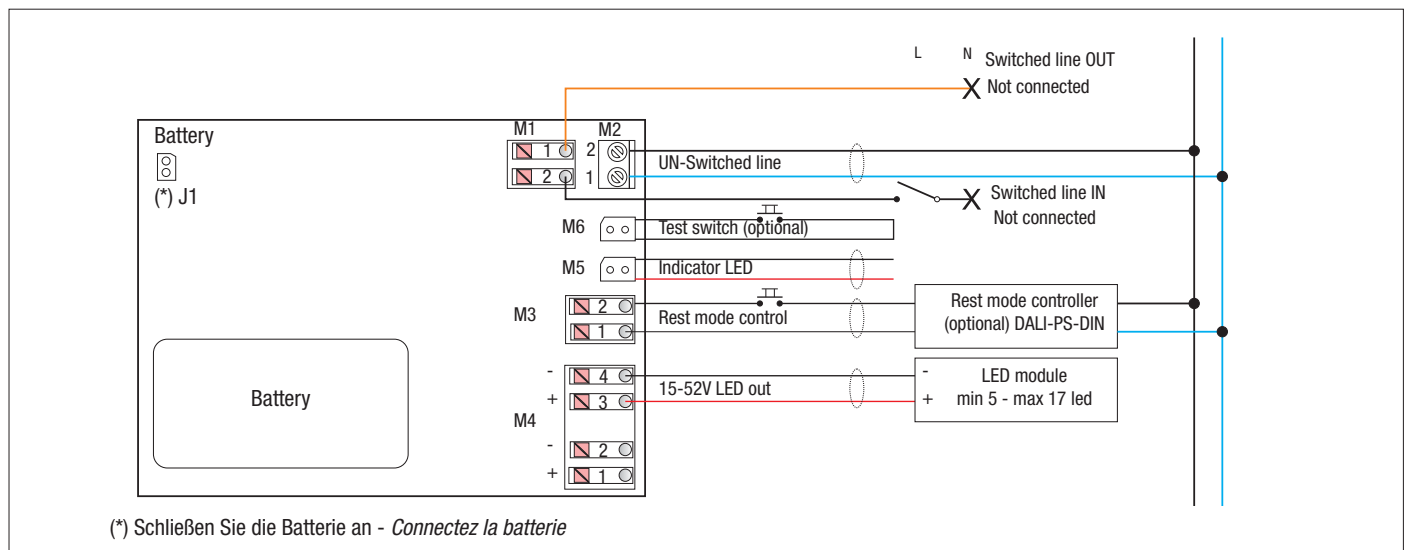 L N Switched line OUT
Not connected
Battery
(*) J1
M1 M2
1 2
2 1
UN-Switched line
Switched line IN
Not connected
M6 Test switch (optional)
M5 Indicator LED
M3
2
1
Rest mode control
Rest mode controller
(optional) DALI-PS-DIN
Battery
M4
- 4
+ 3
- 2
+ 1
15-52V LED out
- LED module
+ min 5 - max 17 led
(*) Schließen Sie die Batterie an - Connectez la batterie